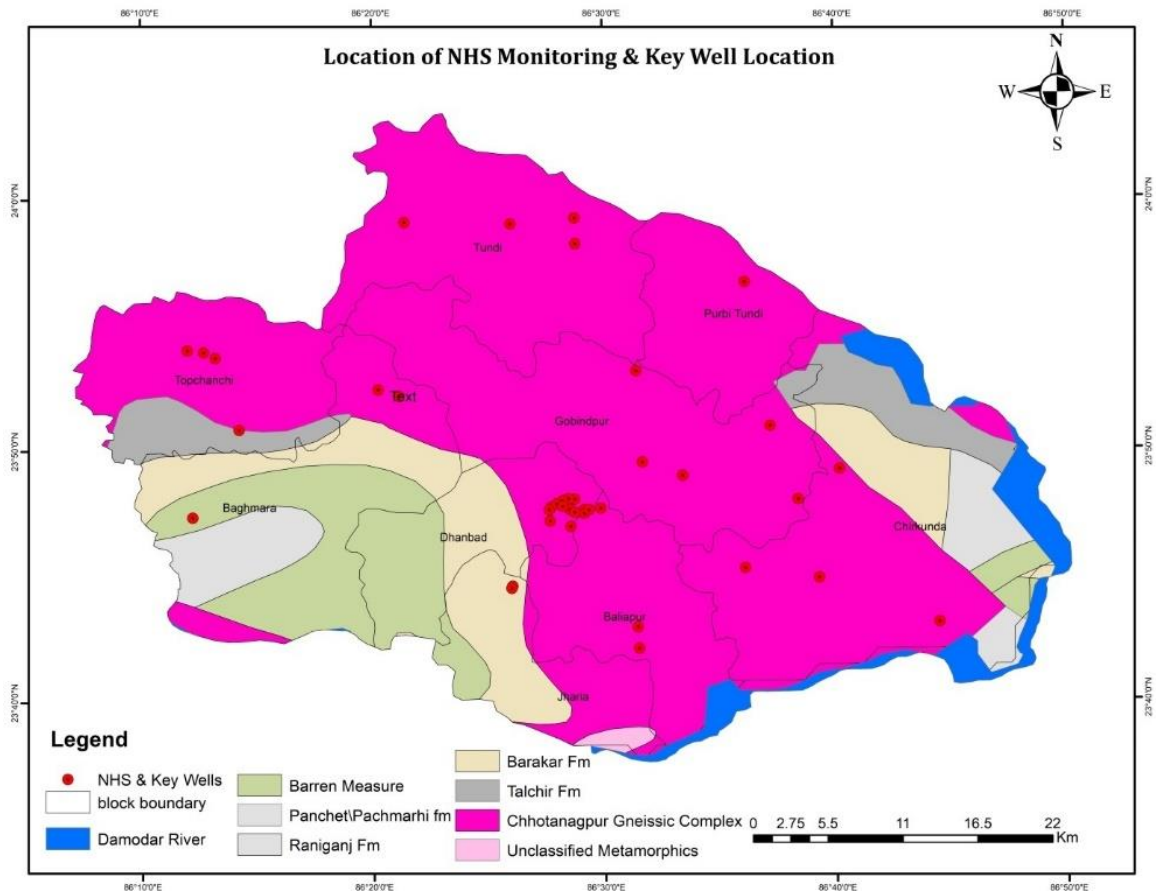 86°10'0"E 86°20'0"E 86°30'0"E 86°40'0"E 86°50'0"E
Location of NHS Monitoring & Key Well Location
N
W E
S
24°0'0"N 24°0'0"N
Tundi
Purbi Tundi
Topchanchi
Text
Gobindpur
23°50'0"N 23°50'0"N
Baghmara
Chirkunda
Dhanbad
Baliapur
Jharia
23°40'0"N 23°40'0"N
Legend
NHS & Key Wells
block boundary
Damodar River
Barren Measure
Panchet\Pachmarhi fm
Raniganj Fm
Barakar Fm
Talchir Fm
Chhotanagpur Gneissic Complex
Unclassified Metamorphics
0 2.75 5.5 11 16.5 22
Km
86°10'0"E 86°20'0"E 86°30'0"E 86°40'0"E 86°50'0"E